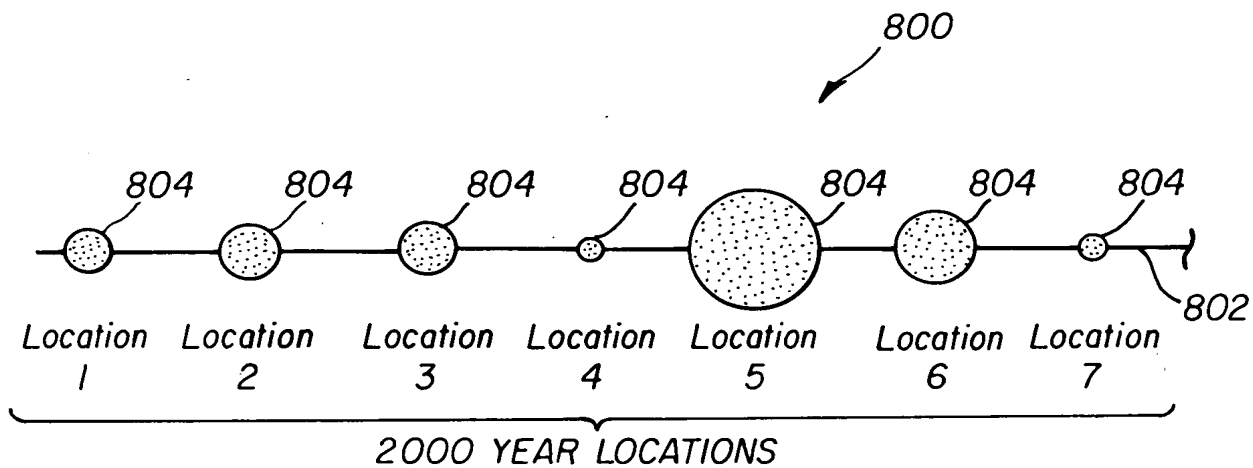 800
804 804 804 804 804 804 804
802
Location Location Location Location Location Location Location
1 2 3 4 5 6 7
2000 YEAR LOCATIONS